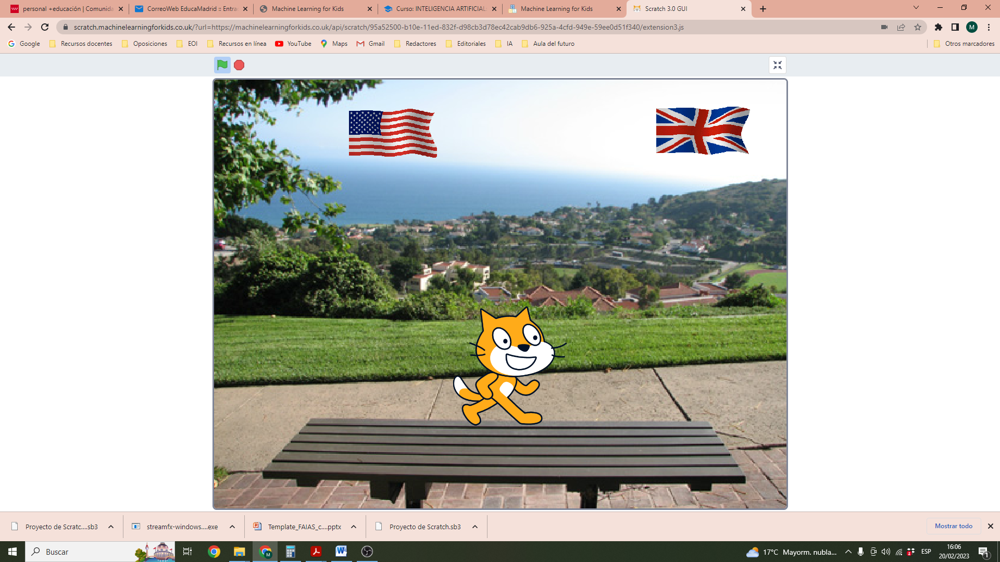 personal +educación | Comunida
CorreoWeb EducaMadrid :: Entra
Machine Learning for Kids
Curso: INTELIGENCIA ARTIFICIAL
Machine Learning for Kids
Scratch 3.0 GUI
scratch.machinelearningforkids.co.uk/?url=https://machinelearningforkids.co.uk/api/scratch/95a52500-b10e-11ed-832f-d98cb3d78ec42cab9db6-925a-4cfd-949e-59ee0d51f340/extension3.js
M
Google
Recursos docentes
Oposiciones
EOI
Recursos en línea
YouTube
Maps
Gmail
Redactores
Editoriales
IA
Aula del futuro
Otros marcadores
Proyecto de Scratc....sb3
streamfx-windows....exe
Template_FAIAS_c....pptx
Proyecto de Scratch.sb3
Mostrar todo
Buscar
17°C Mayorm. nubla...
ESP
16:06
20/02/2023
1